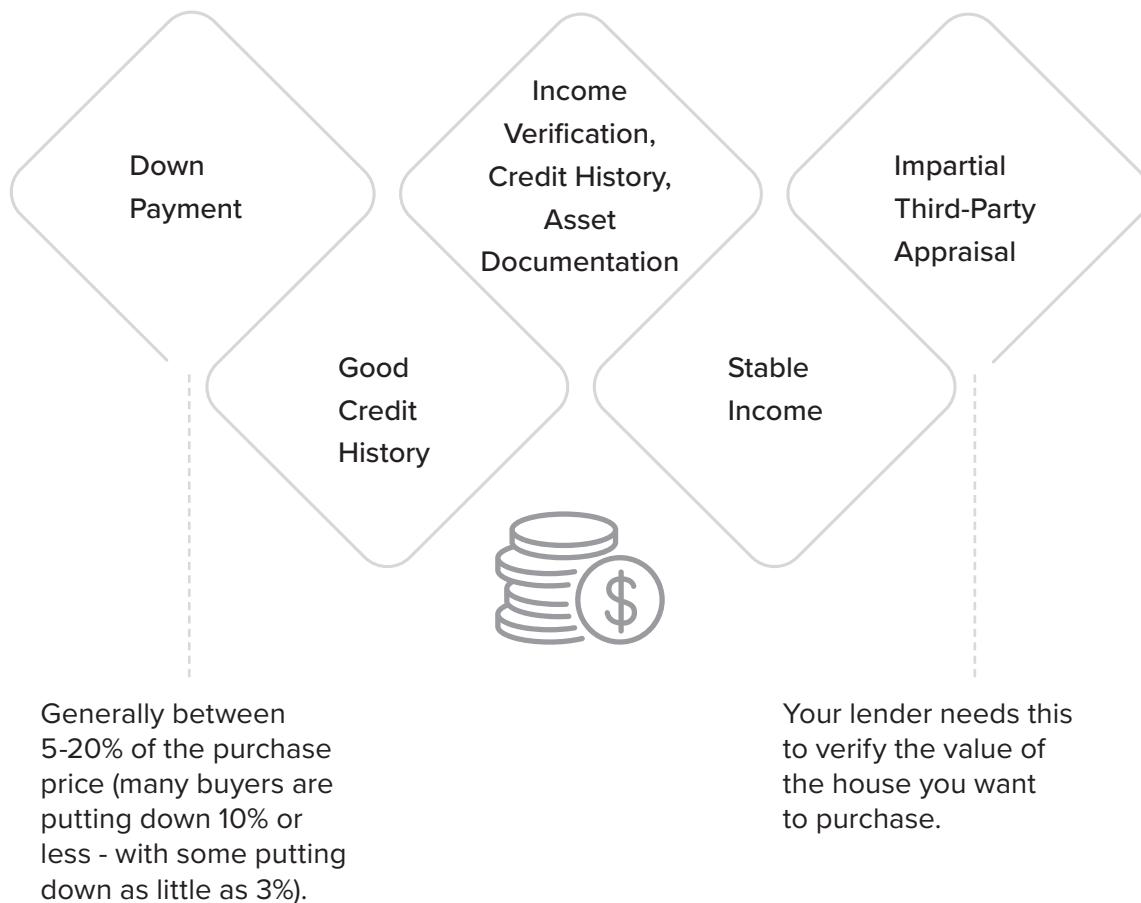 Down
Payment
Income
Verification,
Credit History,
Asset
Documentation
Impartial
Third-Party
Appraisal
Good
Credit
History
Stable
Income
$
Generally between
5-20% of the purchase
price (many buyers are
putting down 10% or
less - with some putting
down as little as 3%).
Your lender needs this
to verify the value of
the house you want
to purchase.